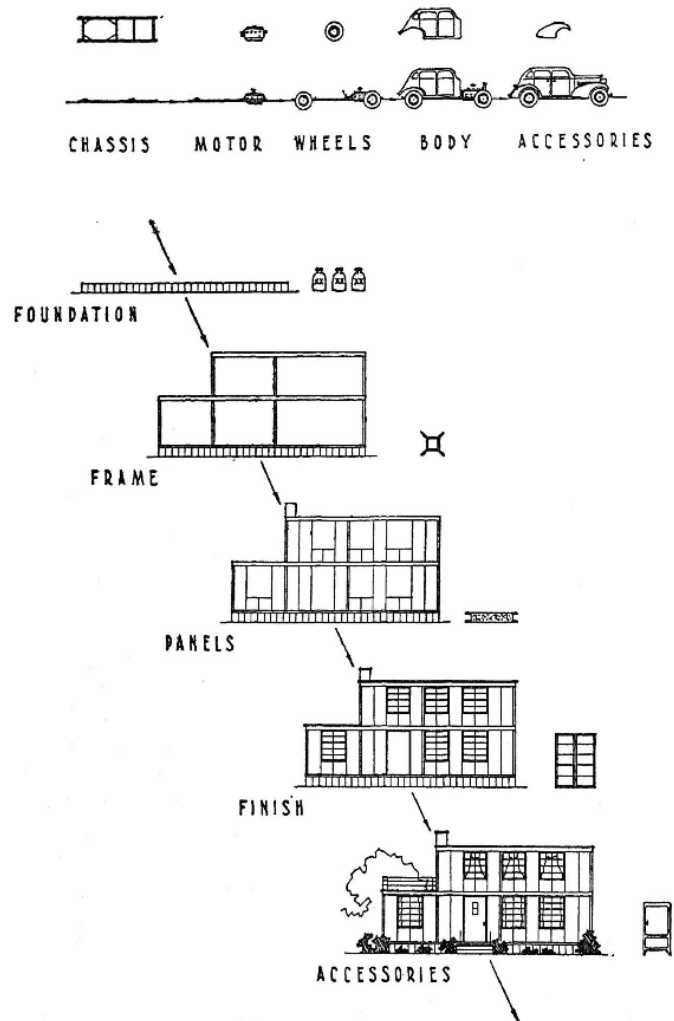 CHASSIS MOTOR WHEELS BODY ACCESSORIES
FOUNDATION
FRAME
PANELS
FINISH
ACCESSORIES